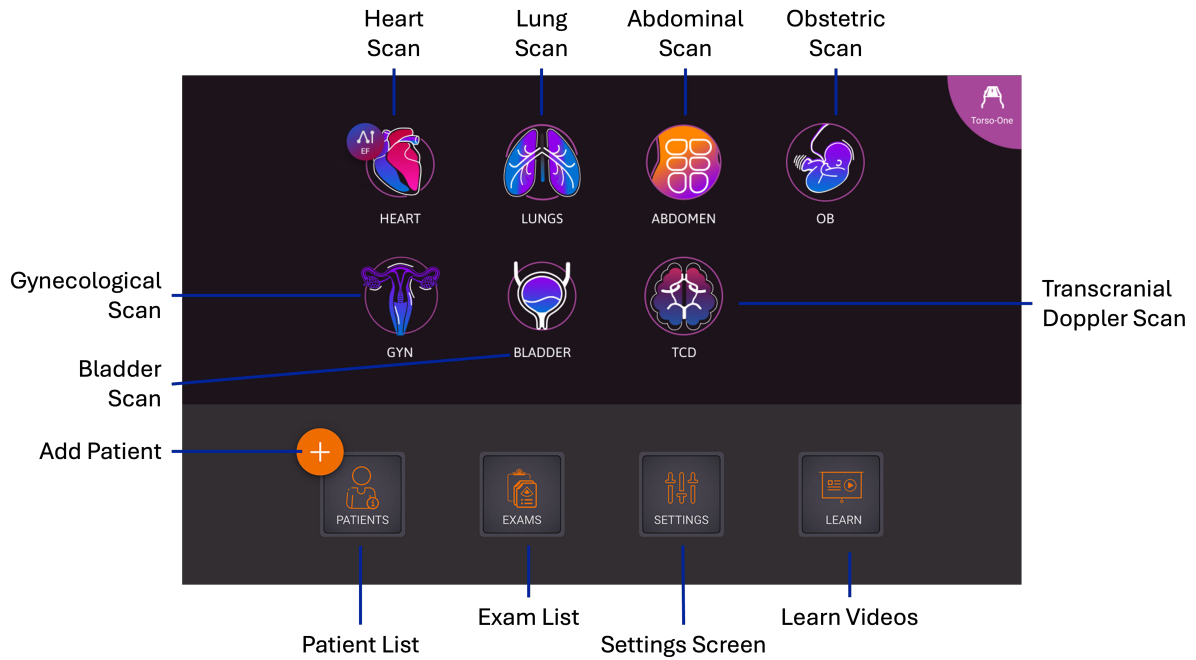 Heart
Scan
Lung
Scan
Abdominal
Scan
Obstetric
Scan
Torso-One
EF
HEART
LUNGS
ABDOMEN
OB
Gynecological
Scan
Transcranial
Doppler Scan
GYN
BLADDER
TCD
Bladder
Scan
Add Patient
+
PATIENTS
EXAMS
SETTINGS
LEARN
Patient List
Exam List
Settings Screen
Learn Videos